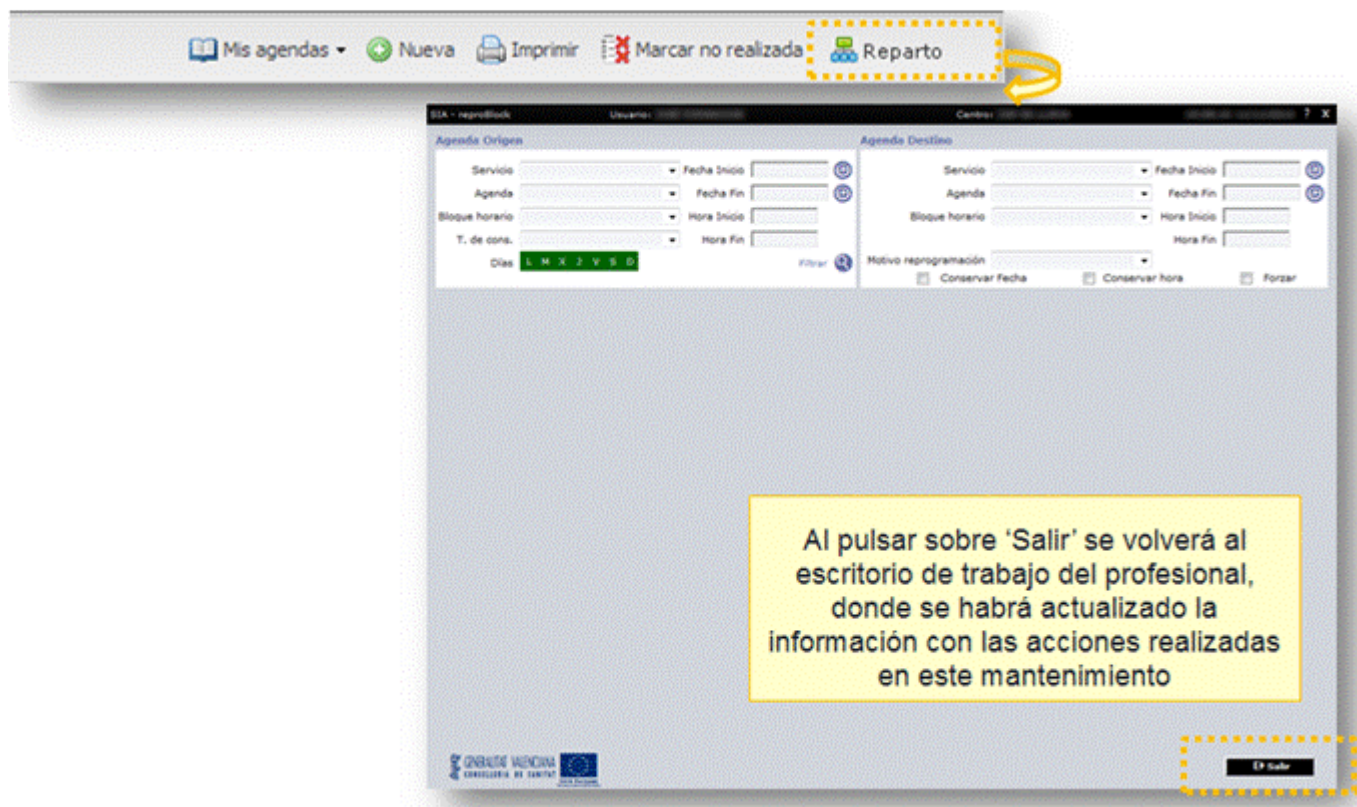 Mis agendas Nueva Imprimir Marcar no realizada Reparto
SIA - reproBlock Usuario: Centro: ? X
Agenda Origen
Servicio Fecha Inicio
Agenda Fecha Fin
Bloque horario Hora Inicio
T. de cons. Hora Fin
Días L M X J V S D Filtrar
Agenda Destino
Servicio Fecha Inicio
Agenda Fecha Fin
Bloque horario Hora Inicio
Hora Fin
Motivo reprogramación
Conservar Fecha Conservar hora Forzar
Al pulsar sobre ‘Salir’ se volverá al
escritorio de trabajo del profesional,
donde se habrá actualizado la
información con las acciones realizadas
en este mantenimiento
GENERALITAT VALENCIANA
CONSELLERIA DE SANITAT
Salir